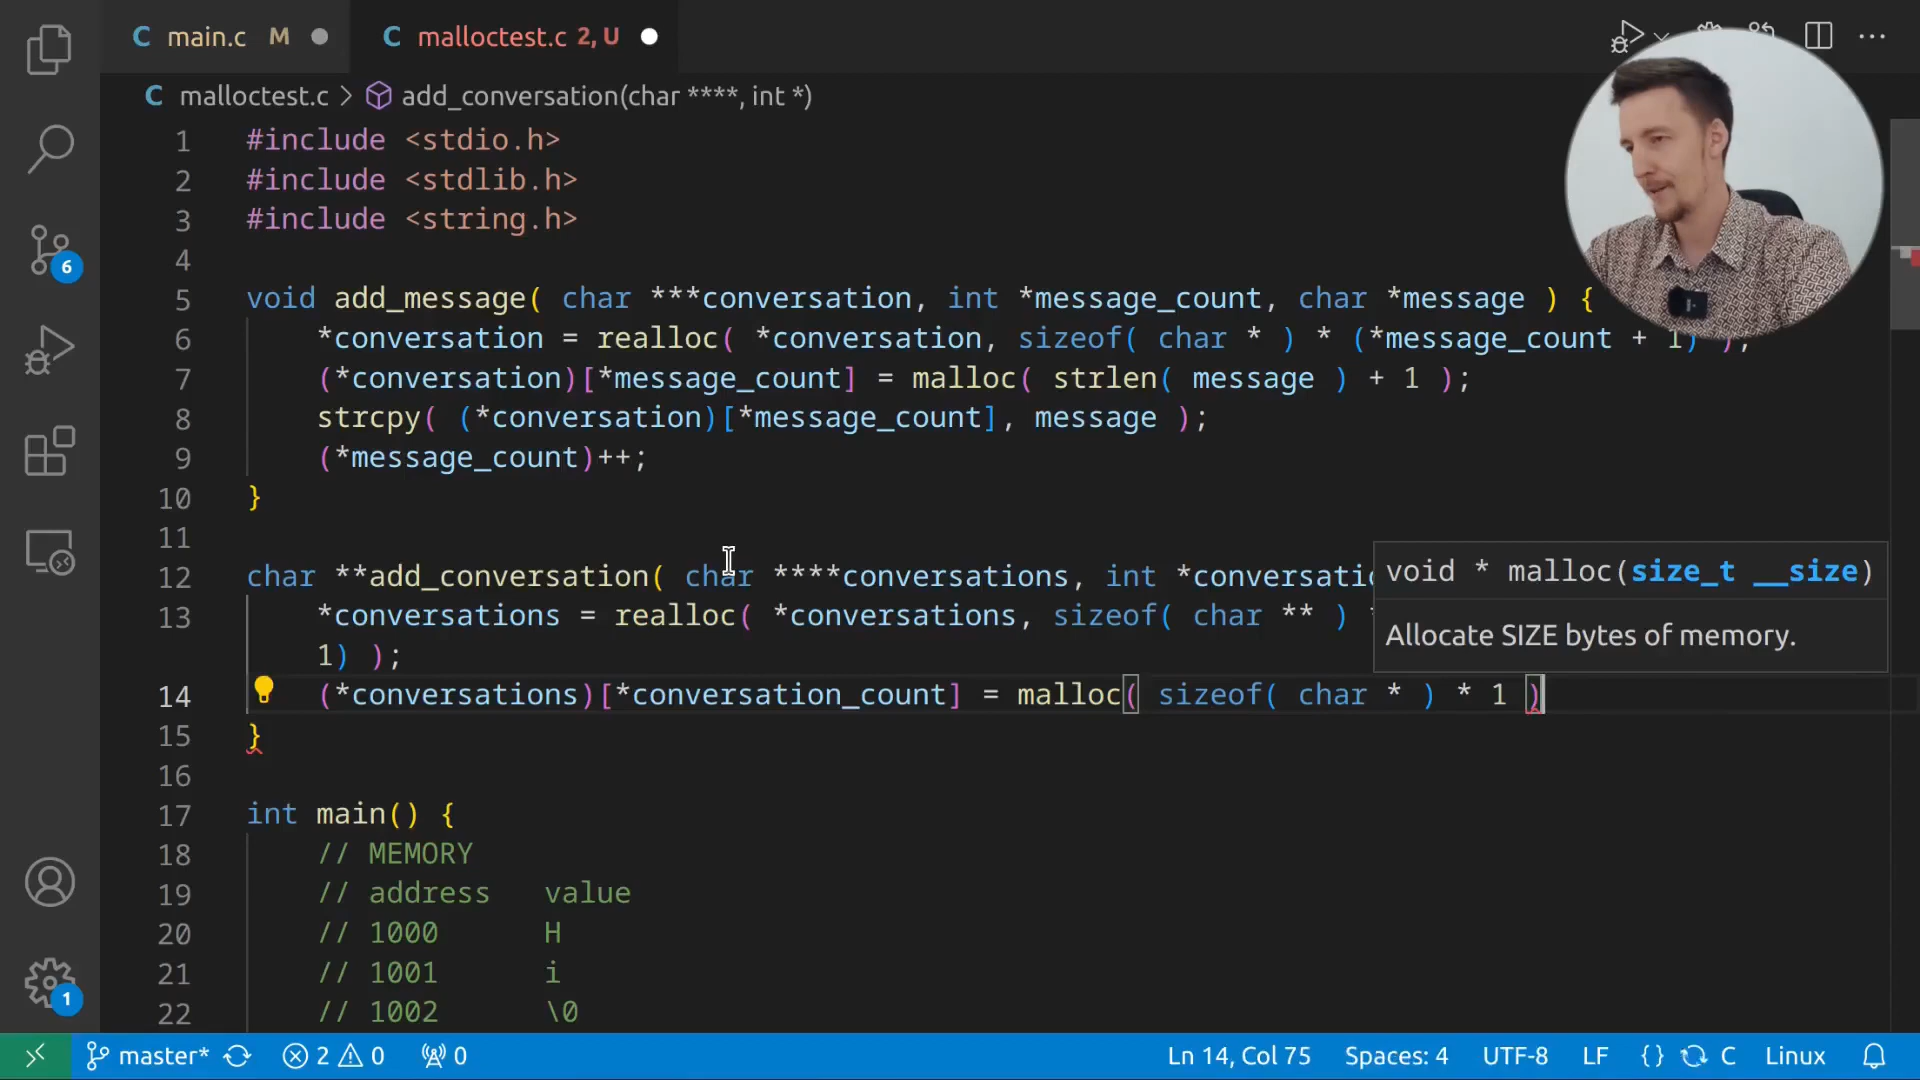 main.c M
malloctest.c 2, U
malloctest.c > add_conversation(char ****, int *)
1 #include <stdio.h>
2 #include <stdlib.h>
3 #include <string.h>
4
5 void add_message( char ***conversation, int *message_count, char *message ) {
6 *conversation = realloc( *conversation, sizeof( char * ) * (*message_count + 1) );
7 (*conversation)[*message_count] = malloc( strlen( message ) + 1 );
8 strcpy( (*conversation)[*message_count], message );
9 (*message_count)++;
10 }
11
12 char **add_conversation( char ****conversations, int *conversatio
13 *conversations = realloc( *conversations, sizeof( char ** ) *
1) );
14 (*conversations)[*conversation_count] = malloc( sizeof( char * ) * 1 )
15 }
16
17 int main() {
18 // MEMORY
19 // address value
20 // 1000 H
21 // 1001 i
22 // 1002 \0
void * malloc(size_t __size)
Allocate SIZE bytes of memory.
6
1
master* 2 0 0 Ln 14, Col 75 Spaces: 4 UTF-8 LF {} C Linux